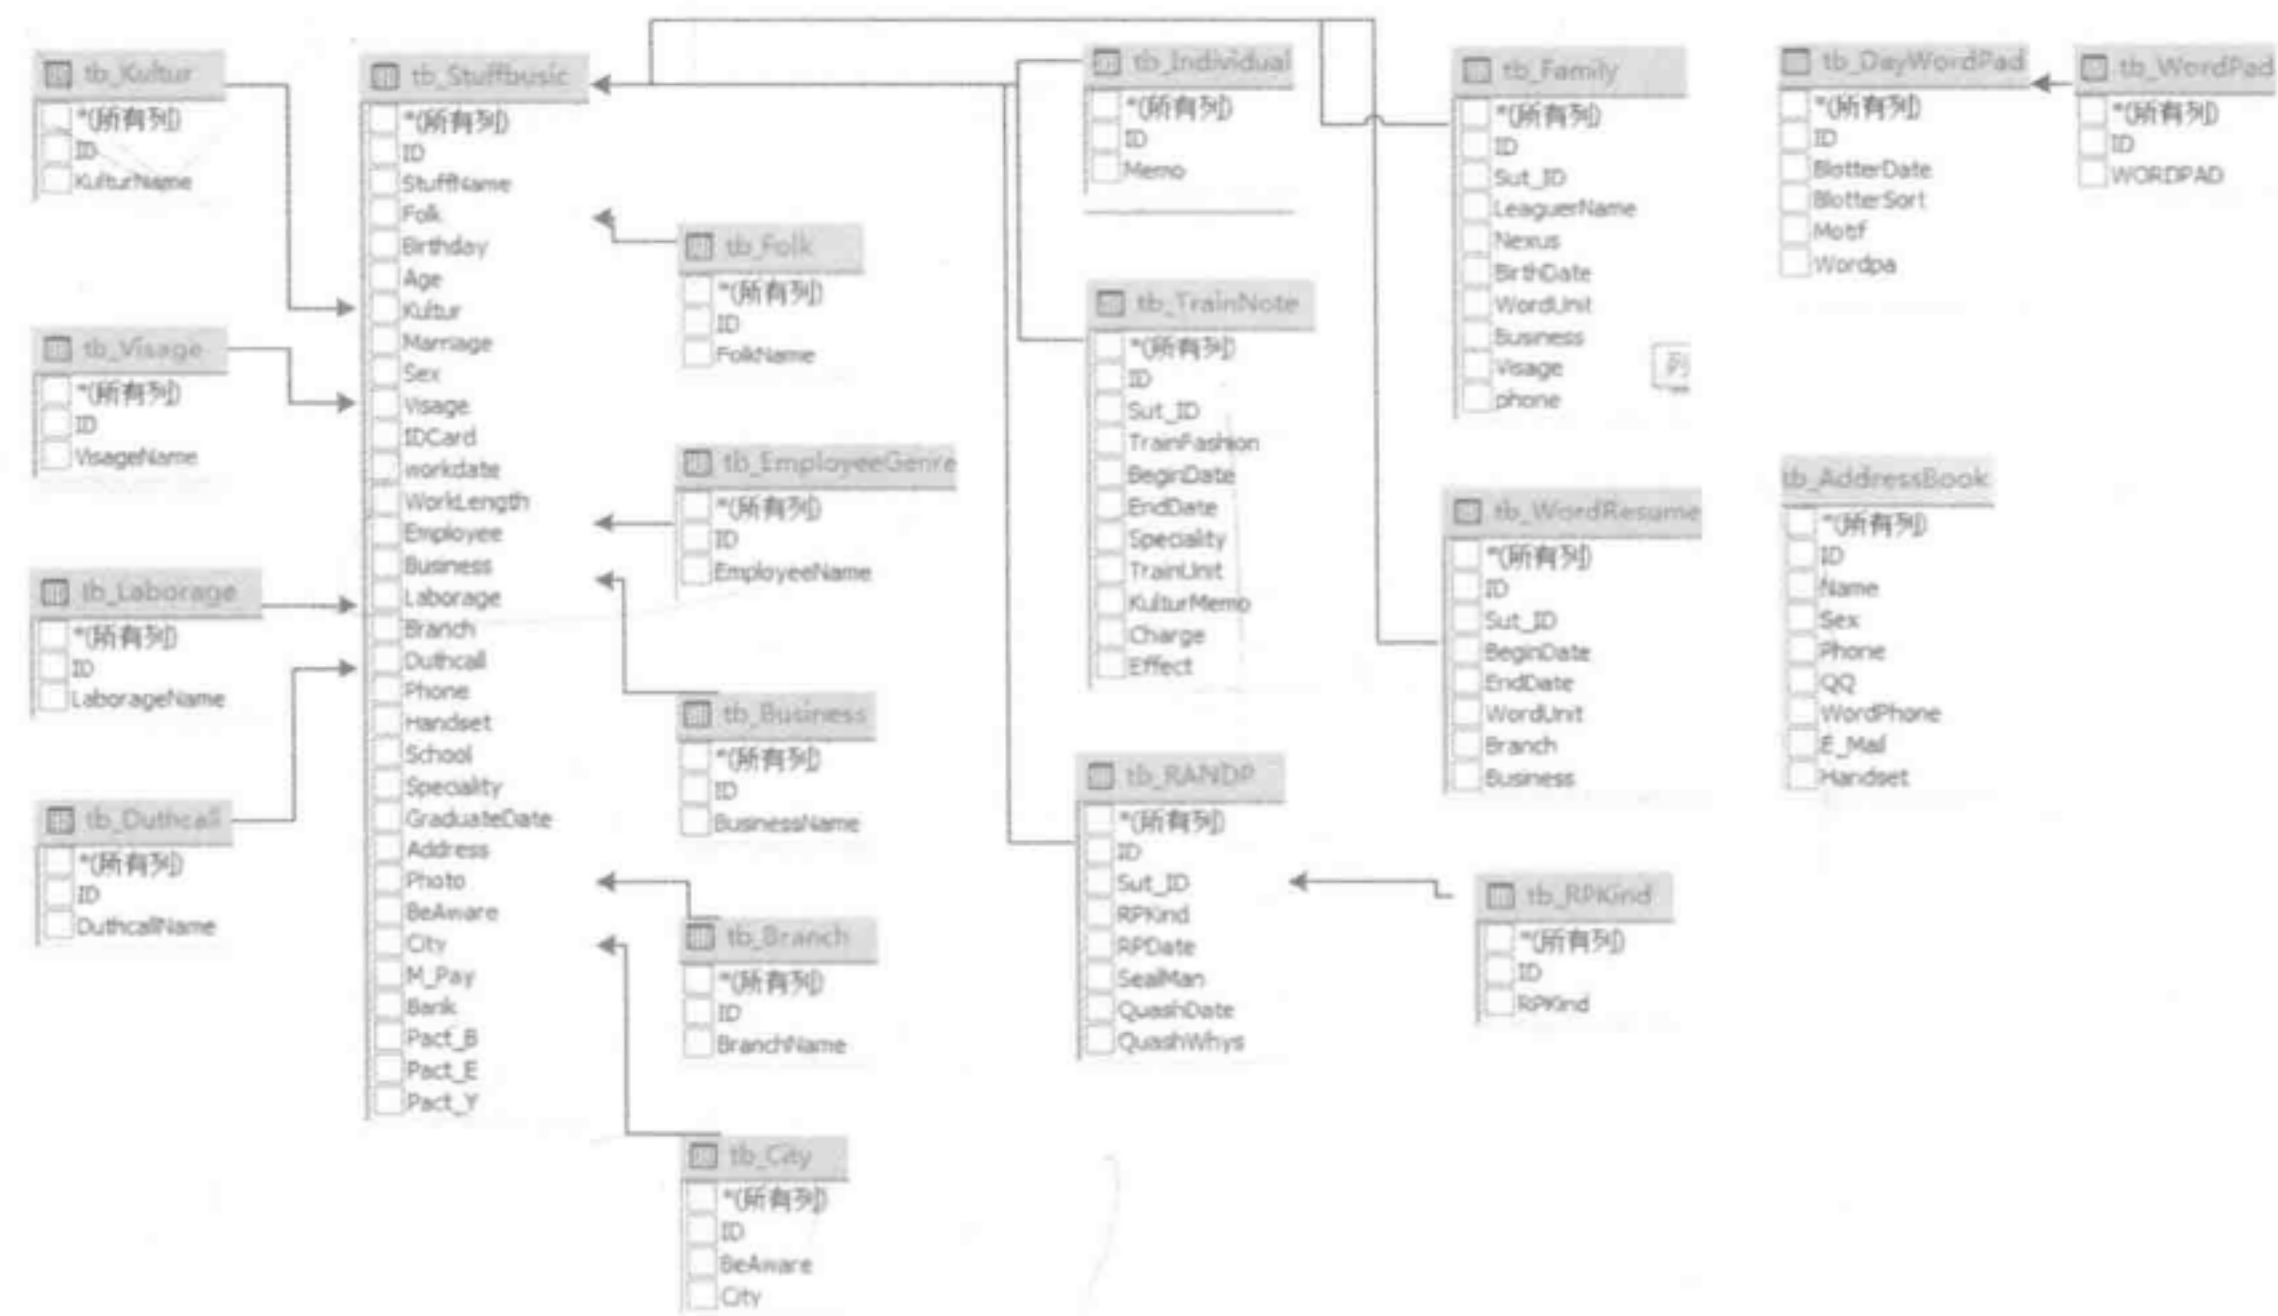 tb_Kultur
*(所有列)
ID
KulturName
tb_Visage
*(所有列)
ID
VisageName
tb_Laborage
*(所有列)
ID
LaborageName
tb_Duthcall
*(所有列)
ID
DuthcallName
tb_Stuffbusic
*(所有列)
ID
StuffName
Folk
Birthday
Age
Kultur
Marriage
Sex
Visage
IDCard
workdate
WorkLength
Employee
Business
Laborage
Branch
Duthcall
Phone
Handset
School
Speciality
GraduateDate
Address
Photo
BeAware
City
M_Pay
Bank
Pact_B
Pact_E
Pact_Y
tb_Folk
*(所有列)
ID
FolkName
tb_EmployeeGenre
*(所有列)
ID
EmployeeName
tb_Business
*(所有列)
ID
BusinessName
tb_Branch
*(所有列)
ID
BranchName
tb_City
*(所有列)
ID
BeAware
City
tb_Individual
*(所有列)
ID
Memo
tb_TrainNote
*(所有列)
ID
Sut_ID
TrainFashion
BeginDate
EndDate
Speciality
TrainUnit
KulturMemo
Charge
Effect
tb_RANDP
*(所有列)
ID
Sut_ID
RPKind
RPDate
SealMan
QuashDate
QuashWhys
tb_Family
*(所有列)
ID
Sut_ID
LeaguerName
Nexus
BirthDate
WordUnit
Business
Visage
phone
列
tb_WordResume
*(所有列)
ID
Sut_ID
BeginDate
EndDate
WordUnit
Branch
Business
tb_RPKind
*(所有列)
ID
RPKind
tb_DayWordPad
*(所有列)
ID
BlotterDate
BlotterSort
Motif
Wordpa
tb_WordPad
*(所有列)
ID
WORDPAD
tb_AddressBook
*(所有列)
ID
Name
Sex
Phone
QQ
WordPhone
E_Mail
Handset